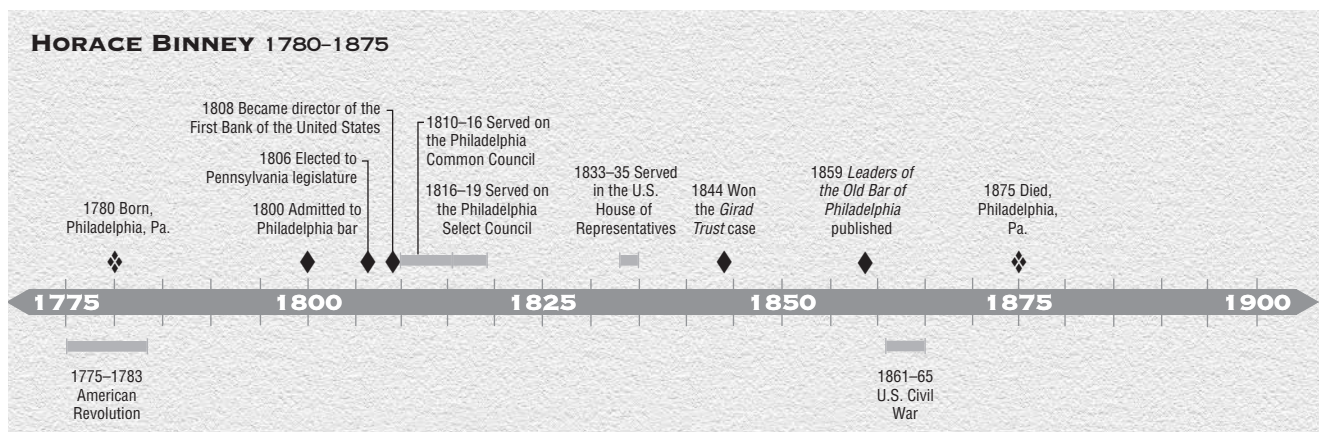 HORACE BINNEY 1780–1875
1808 Became director of the
First Bank of the United States
1810–16 Served on
the Philadelphia
Common Council
1806 Elected to
Pennsylvania legislature
1780 Born,
Philadelphia, Pa.
1800 Admitted to
Philadelphia bar
1816–19 Served on
the Philadelphia
Select Council
1833–35 Served
in the U.S.
House of
Representatives
1844 Won
the Girad
Trust case
1859 Leaders of
the Old Bar of
Philadelphia
published
1875 Died,
Philadelphia,
Pa.
1775 1800 1825 1850 1875 1900
1775–1783
American
Revolution
1861–65
U.S. Civil
War